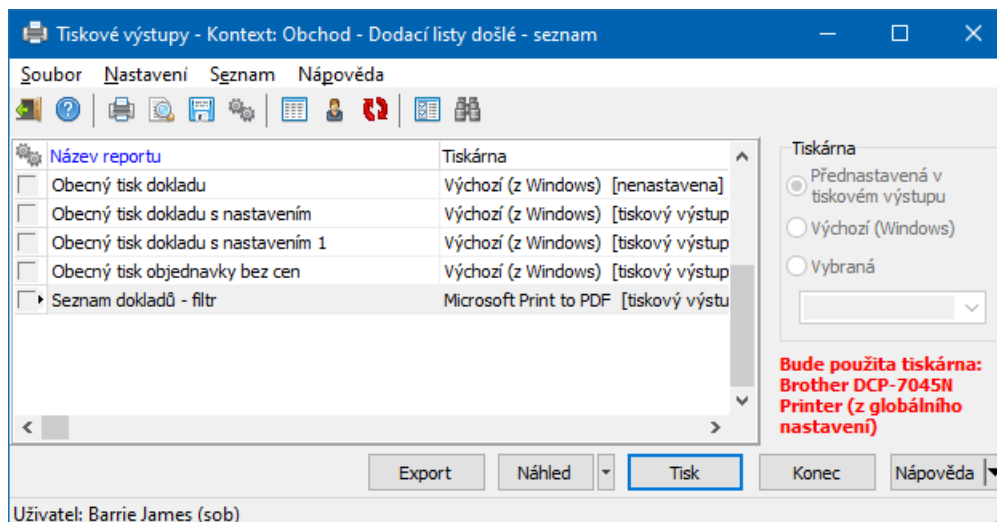 Tiskové výstupy - Kontext: Obchod - Dodací listy došlé - seznam
Soubor Nastavení Seznam Nápověda
Název reportu Tiskárna
Obecný tisk dokladu Výchozí (z Windows) [nenastavena]
Obecný tisk dokladu s nastavením Výchozí (z Windows) [tiskový výstup
Obecný tisk dokladu s nastavením 1 Výchozí (z Windows) [tiskový výstup
Obecný tisk objednavky bez cen Výchozí (z Windows) [tiskový výstup
Seznam dokladů - filtr Microsoft Print to PDF [tiskový výstu
Tiskárna
Přednastavená v
tiskovém výstupu
Výchozí (Windows)
Vybraná
Bude použita tiskárna:
Brother DCP-7045N
Printer (z globálního
nastavení)
Export Náhled Tisk Konec Nápověda
Uživatel: Barrie James (sob)